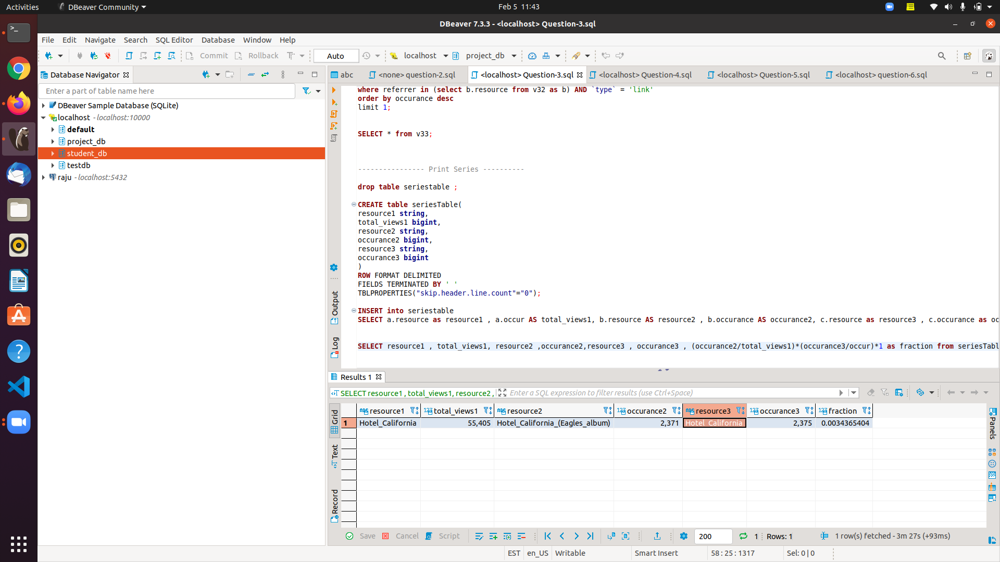 Activities
DBeaver Community
Feb 5 11:43
DBeaver 7.3.3 - <localhost> Question-3.sql
File Edit Navigate Search SQL Editor Database Window Help
Commit Rollback Auto localhost project_db
Database Navigator
Enter a part of table name here
DBeaver Sample Database (SQLite)
localhost - localhost:10000
default
project_db
student_db
testdb
raju - localhost:5432
abc
<none> question-2.sql
<localhost> Question-3.sql
<localhost> Question-4.sql
<localhost> Question-5.sql
<localhost> question-6.sql
where referrer in (select b.resource from v32 as b) AND `type` = 'link'
order by occurance desc
limit 1;
SELECT * from v33;
---------------- Print Series ----------
drop table seriestable ;
CREATE table seriesTable(
resource1 string,
total_views1 bigint,
resource2 string,
occurance2 bigint,
resource3 string,
occurance3 bigint
)
ROW FORMAT DELIMITED
FIELDS TERMINATED BY ' '
TBLPROPERTIES("skip.header.line.count"="0");
INSERT into seriestable
SELECT a.resource as resource1 , a.occur AS total_views1, b.resource AS resource2 , b.occurance AS occurance2, c.resource as resource3 , c.occurance as oc
SELECT resource1 , total_views1, resource2 ,occurance2,resource3 , occurance3 , (occurance2/total_views1)*(occurance3/occur)*1 as fraction from seriesTabl
Output
Log
Results 1
SELECT resource1 , total_views1, resource2 ,
Enter a SQL expression to filter results (use Ctrl+Space)
Grid
Text
Record
Panels
resource1 total_views1 resource2 occurance2 resource3 occurance3 fraction
1 Hotel_California 55,405 Hotel_California_(Eagles_album) 2,371 Hotel_California 2,375 0.0034365404
Save Cancel Script 200 1 Rows: 1 1 row(s) fetched - 3m 27s (+93ms)
EST en_US Writable Smart Insert 58 : 25 : 1317 Sel: 0 | 0